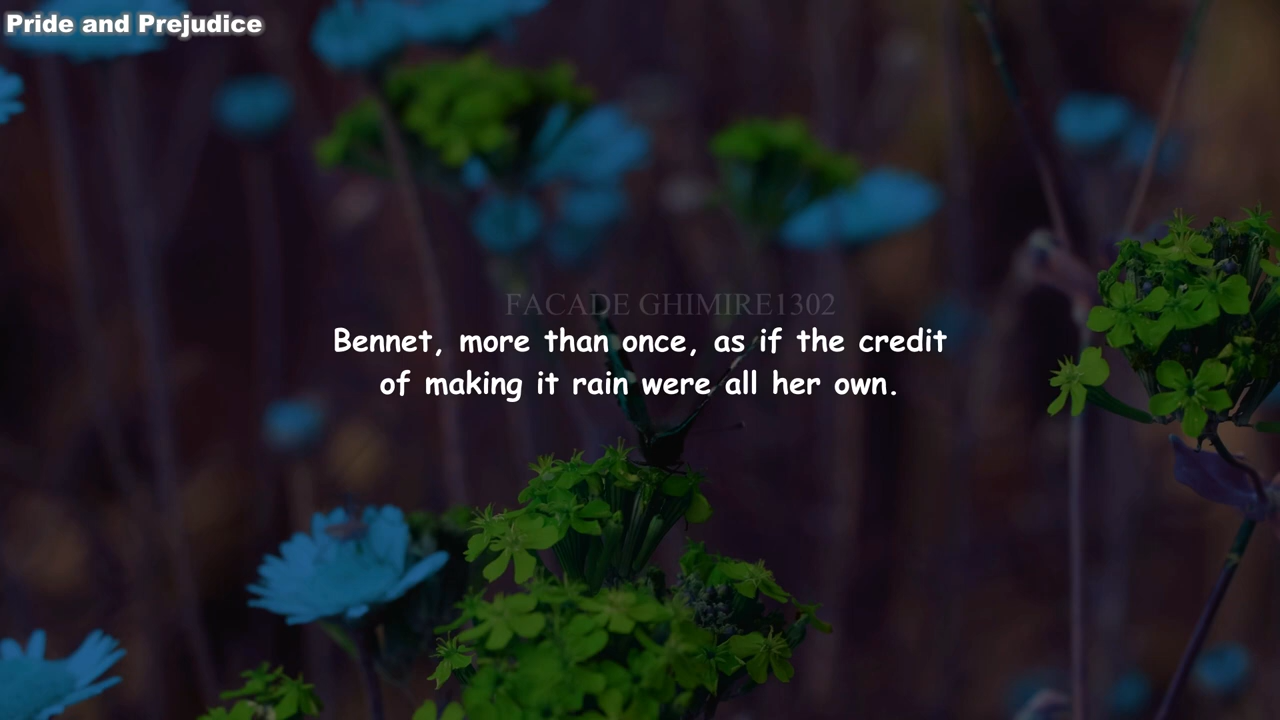 Pride and Prejudice
FACADE GHIMIRE1302
Bennet, more than once, as if the credit
of making it rain were all her own.